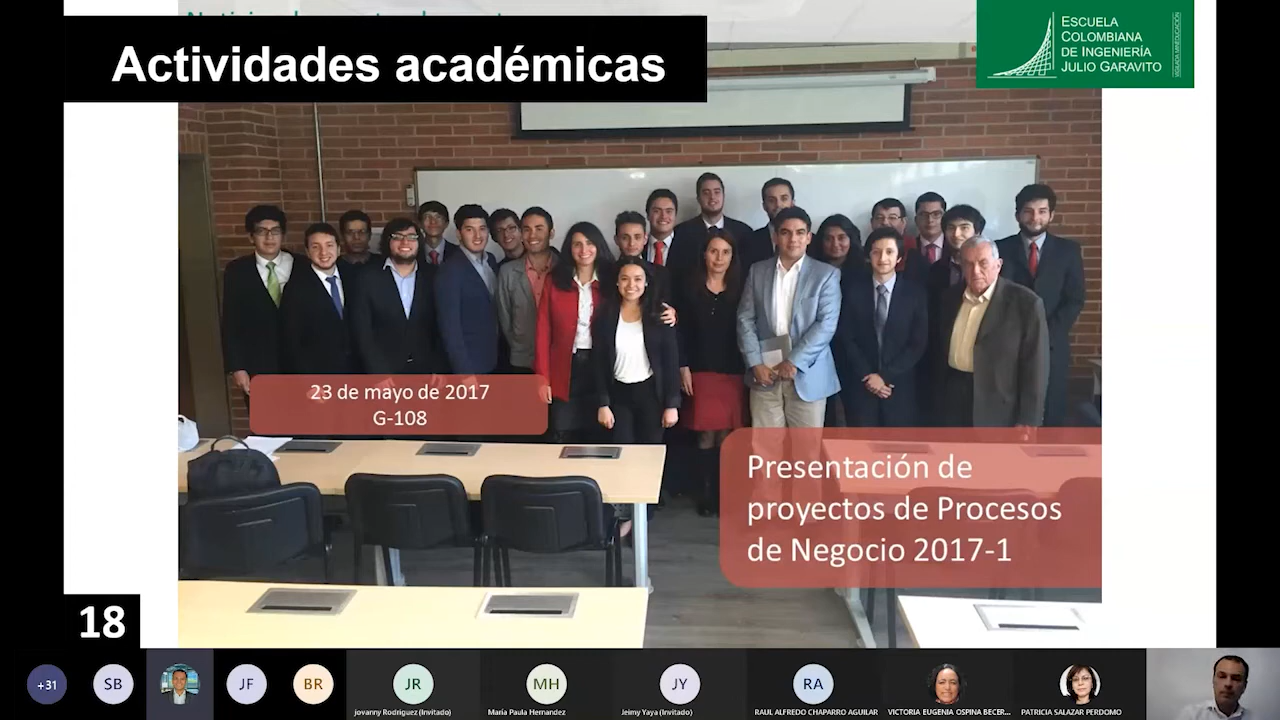 Actividades académicas
ESCUELA
COLOMBIANA
DE INGENIERÍA
JULIO GARAVITO
VIGILADA MINEDUCACIÓN
23 de mayo de 2017
G-108
Presentación de
proyectos de Procesos
de Negocio 2017-1
18
+31
SB
JF
BR
JR
jovanny Rodriguez (Invitado)
MH
Maria Paula Hernandez
JY
Jeimy Yaya (Invitado)
RA
RAUL ALFREDO CHAPARRO AGUILAR
VICTORIA EUGENIA OSPINA BECER...
PATRICIA SALAZAR PERDOMO